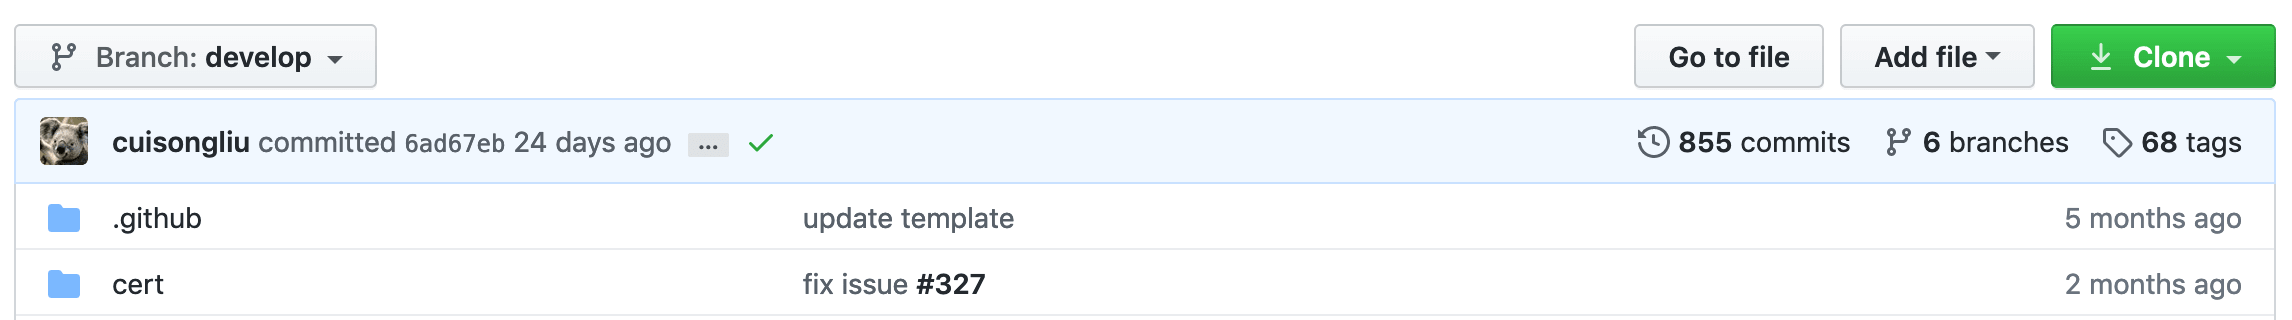 Branch: develop Go to file Add file Clone
cuisongliu committed 6ad67eb 24 days ago ... 855 commits 6 branches 68 tags
.github update template 5 months ago
cert fix issue #327 2 months ago